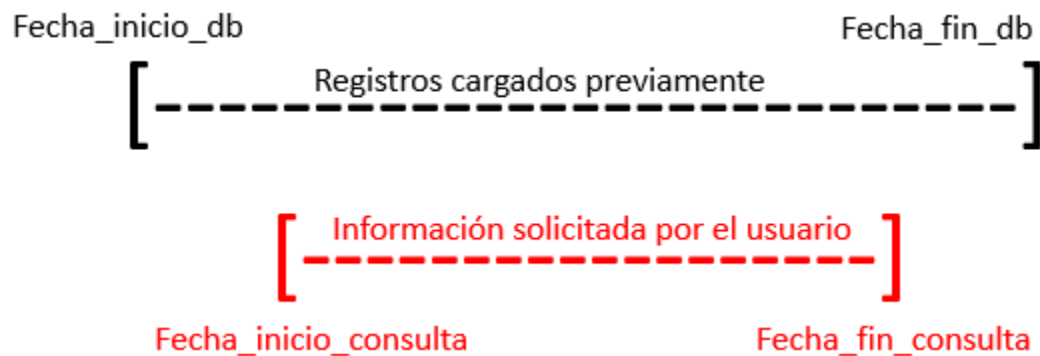 Fecha_inicio_db
Fecha_fin_db
Registros cargados previamente
Información solicitada por el usuario
Fecha_inicio_consulta
Fecha_fin_consulta